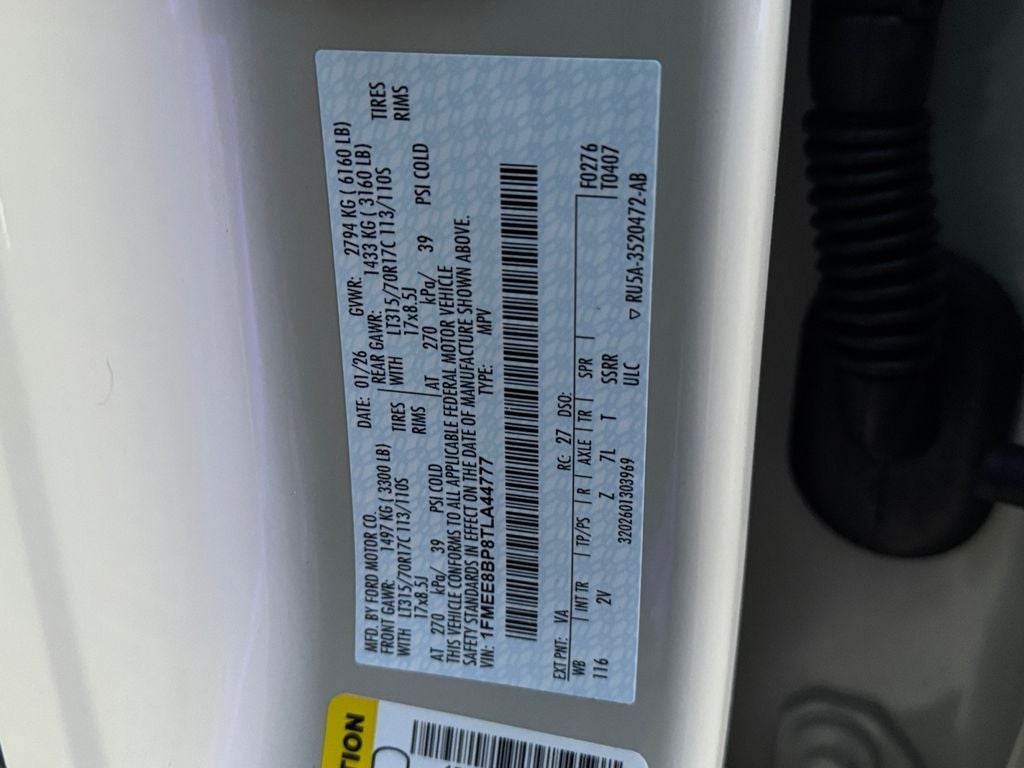 MFD. BY FORD MOTOR CO.
DATE: 01/26 GVWR: 2794 KG ( 6160 LB)
FRONT GAWR: 1497 KG ( 3300 LB) REAR GAWR: 1433 KG ( 3160 LB)
WITH LT315/70R17C 113/110S TIRES WITH LT315/70R17C 113/110S TIRES
17x8.5J RIMS 17x8.5J RIMS
AT 270 kPa/ 39 PSI COLD AT 270 kPa/ 39 PSI COLD
THIS VEHICLE CONFORMS TO ALL APPLICABLE FEDERAL MOTOR VEHICLE
SAFETY STANDARDS IN EFFECT ON THE DATE OF MANUFACTURE SHOWN ABOVE.
VIN: 1FMEE8BP8TLA44777 TYPE: MPV
EXT PNT: VA RC: 27 DSO:
WB INT TR TP/PS R AXLE TR SPR F0276
116 2V Z 7L T SSRR T0407
3202601303969 ULC
▽ RU5A-3520472-AB
TION